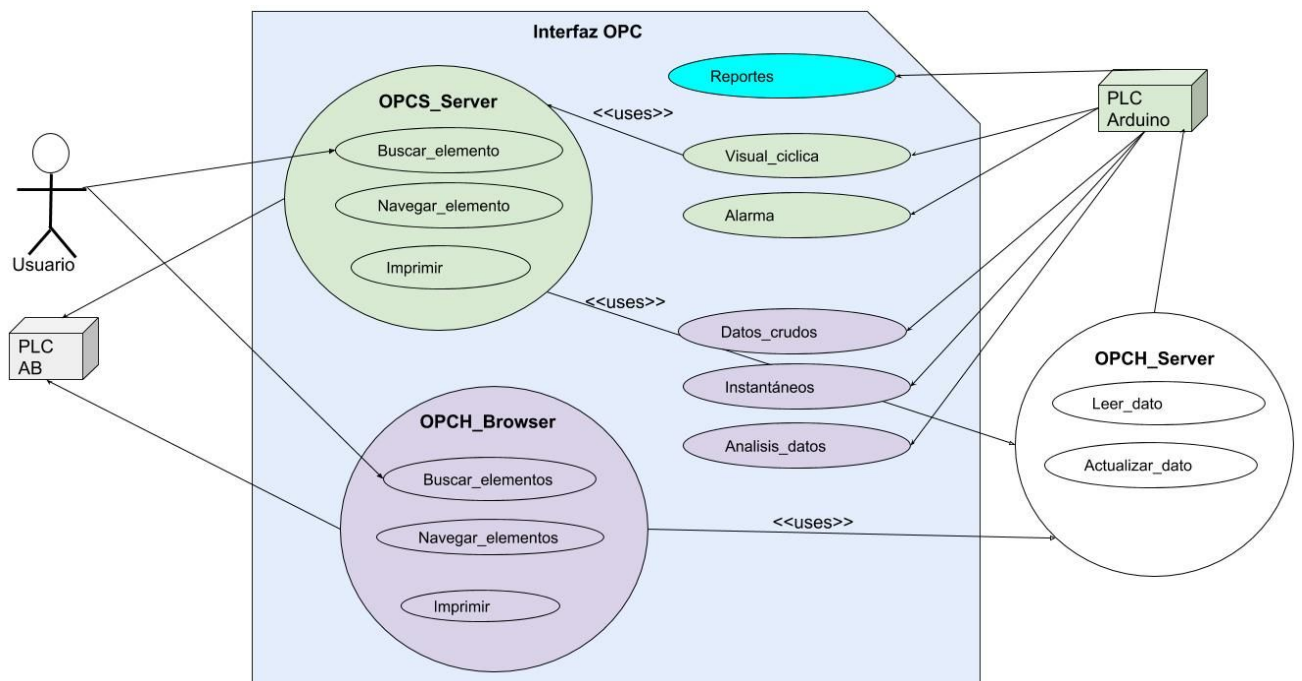 Interfaz OPC
Reportes
OPCS_Server
<<uses>>
PLC
Arduino
Buscar_elemento
Visual_ciclica
Navegar_elemento
Alarma
Usuario
Imprimir
<<uses>>
Datos_crudos
PLC
AB
OPCH_Server
Instantáneos
Leer_dato
OPCH_Browser
Analisis_datos
Actualizar_dato
Buscar_elementos
<<uses>>
Navegar_elementos
Imprimir